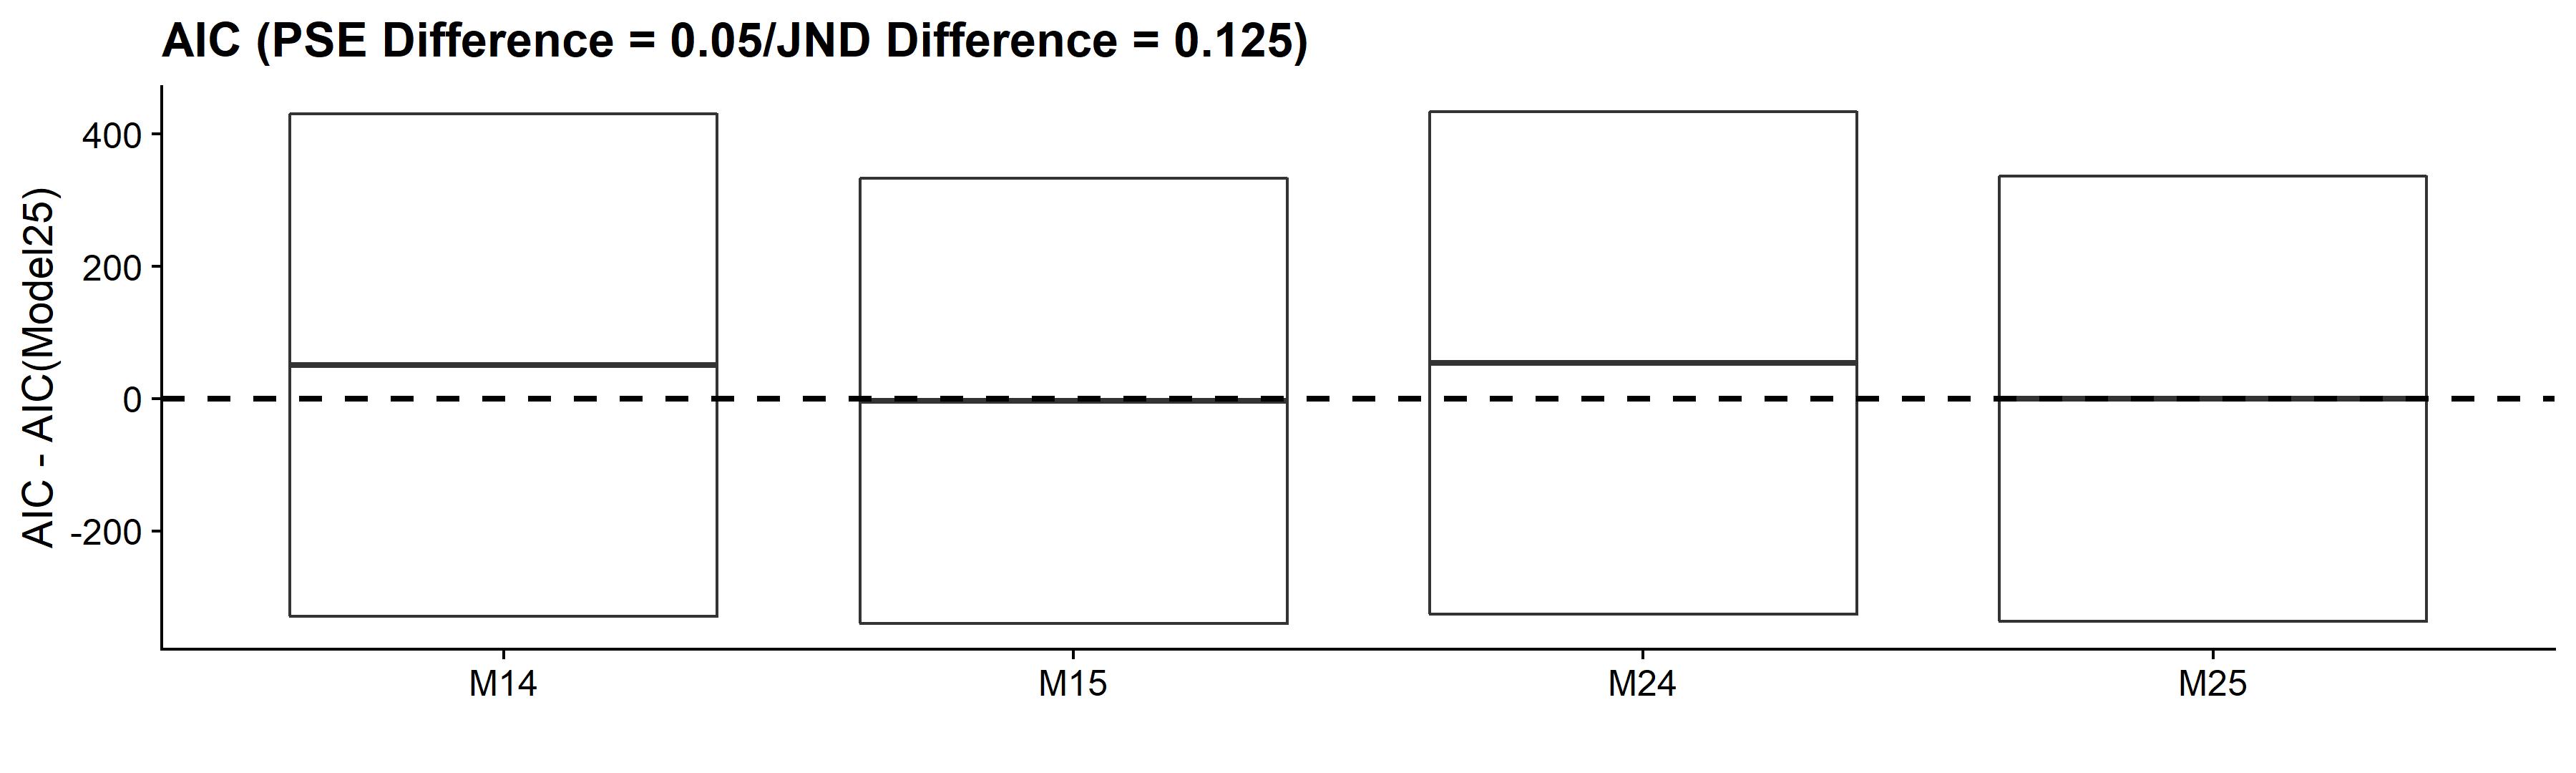 AIC (PSE Difference = 0.05/JND Difference = 0.125)
AIC - AIC(Model25)
400
200
0
-200
M14 M15 M24 M25